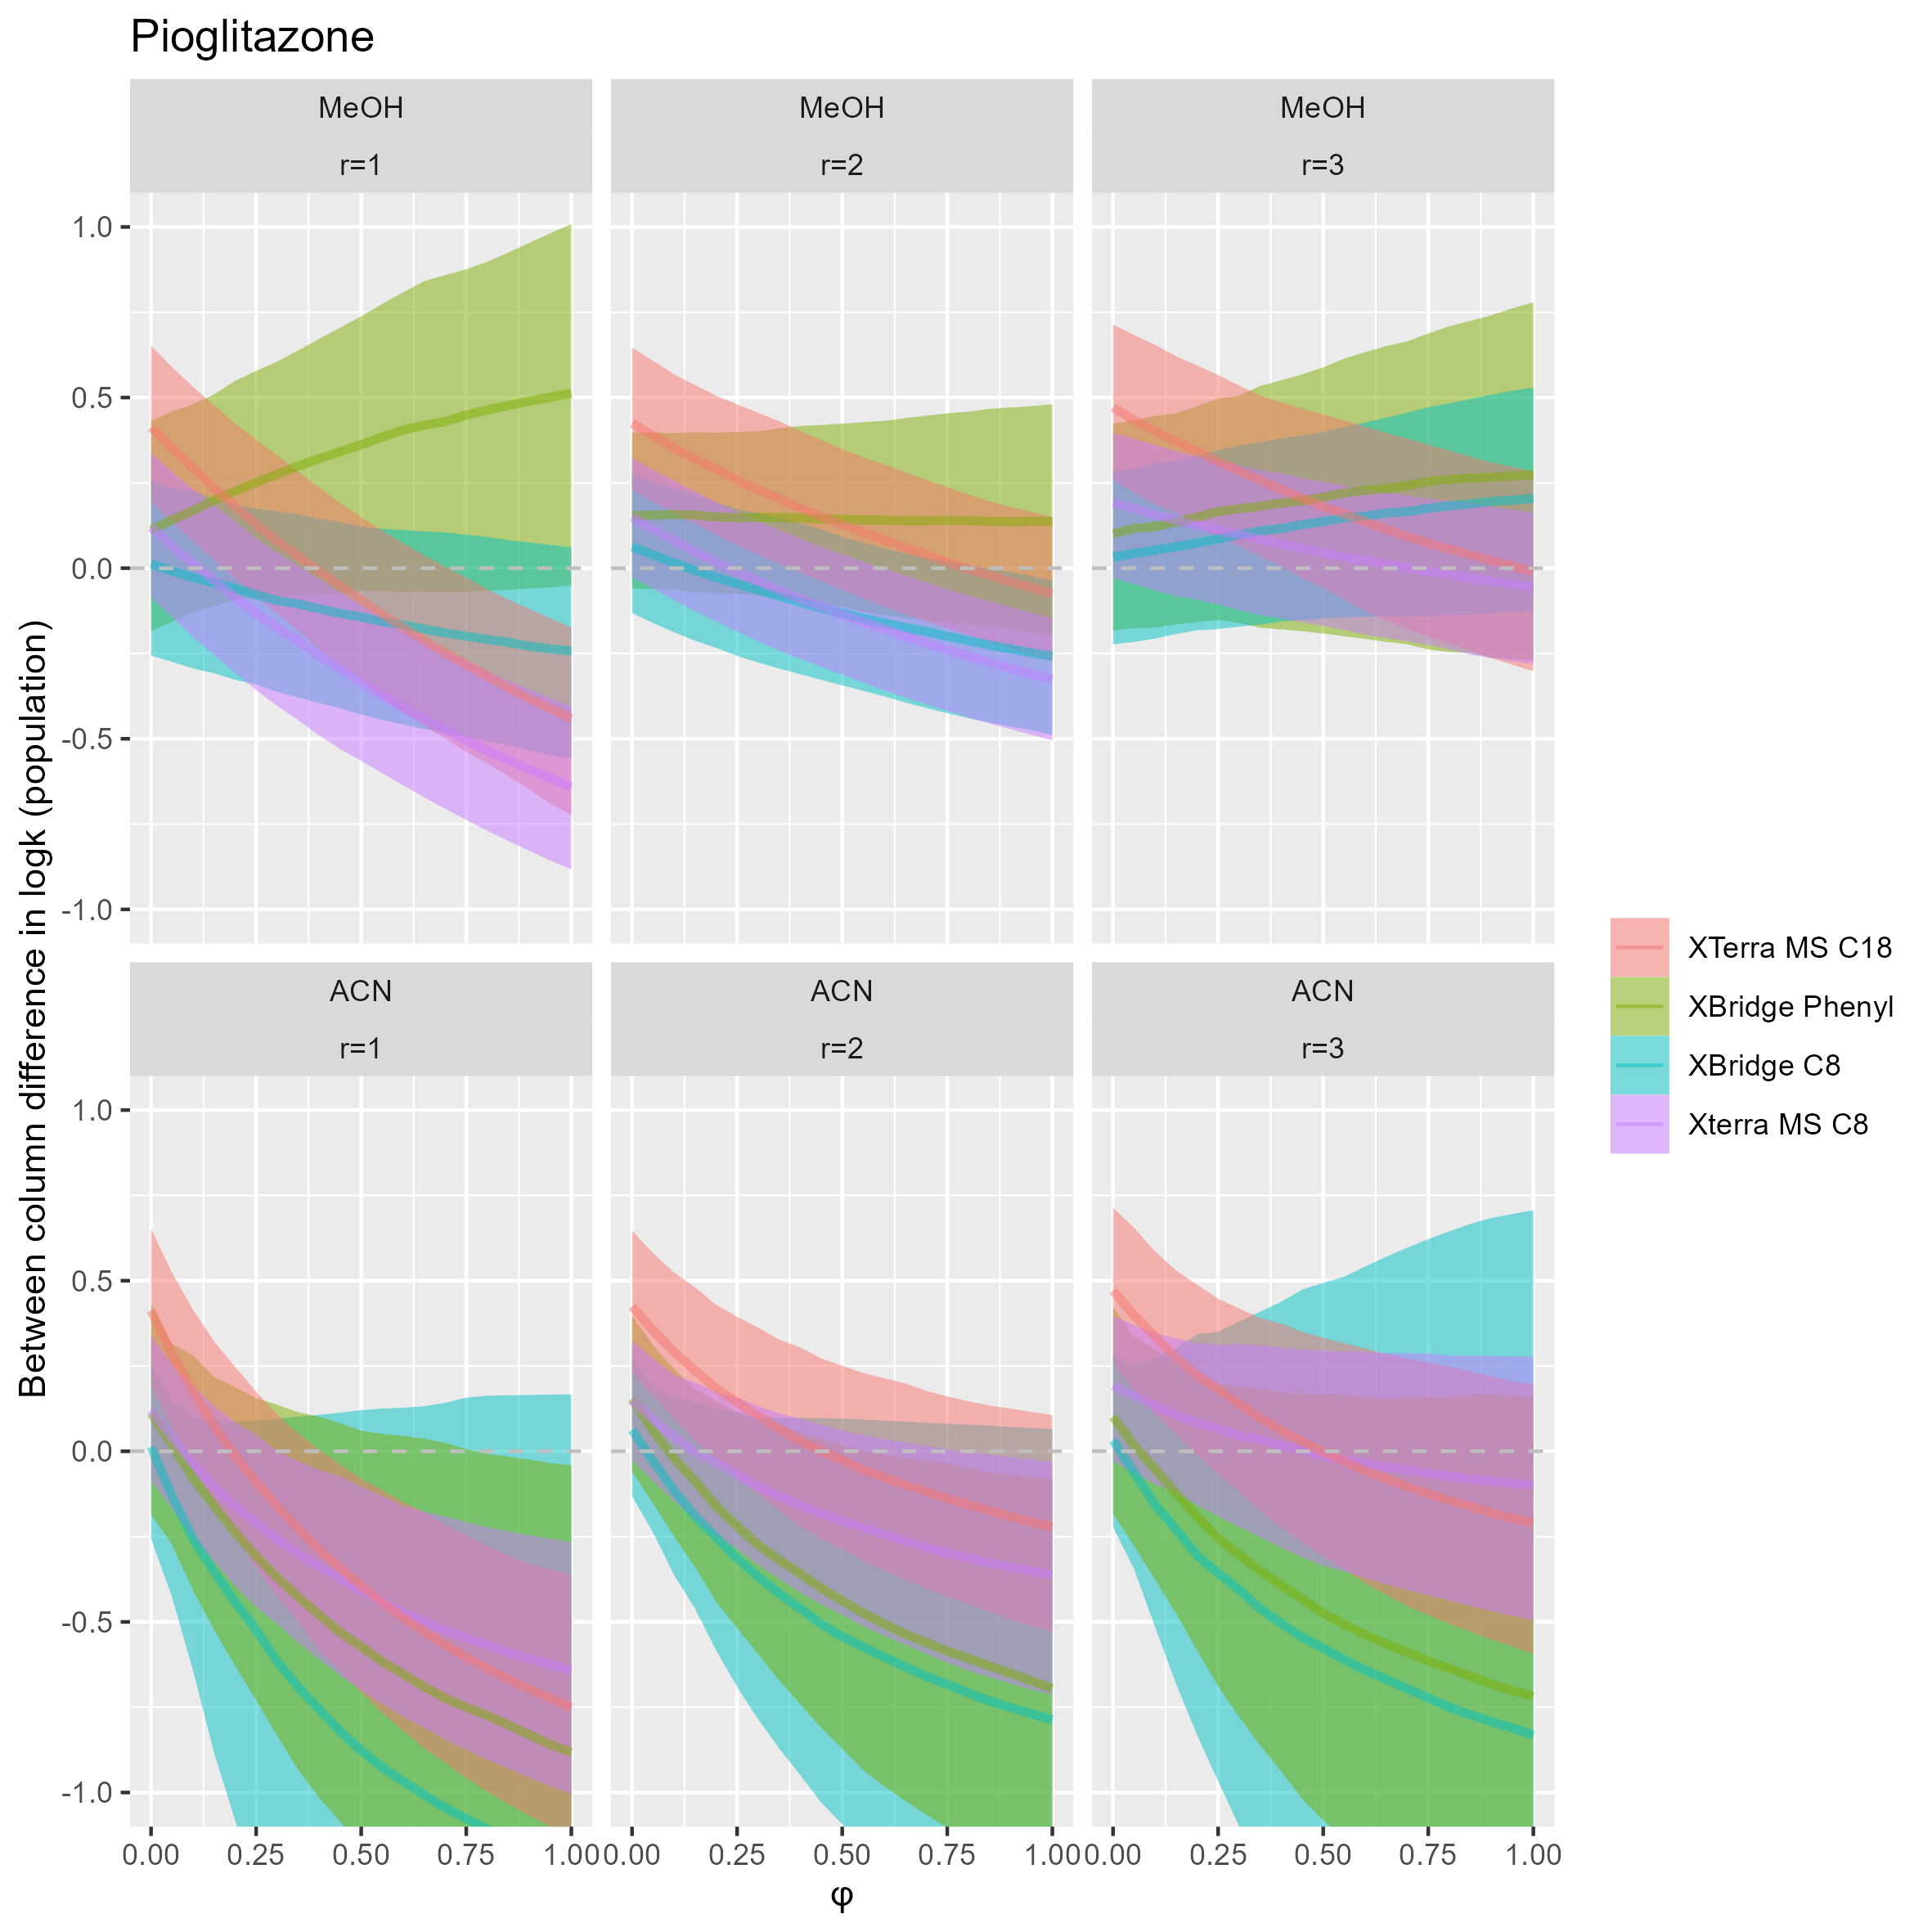 Pioglitazone
MeOH
r=1
MeOH
r=2
MeOH
r=3
1.0
0.5
0.0
-0.5
-1.0
ACN
r=1
ACN
r=2
ACN
r=3
1.0
0.5
0.0
-0.5
-1.0
0.00 0.25 0.50 0.75 1.00
0.00 0.25 0.50 0.75 1.00
0.00 0.25 0.50 0.75 1.00
φ
Between column difference in logk (population)
XTerra MS C18
XBridge Phenyl
XBridge C8
Xterra MS C8